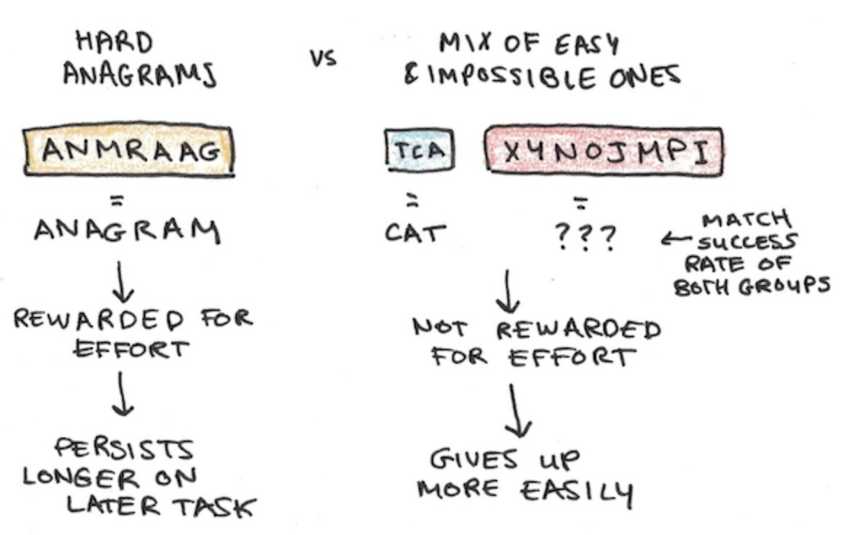 HARD
ANAGRAMS
vs
MIX OF EASY
& IMPOSSIBLE ONES
ANMRAAG
=
ANAGRAM
REWARDED FOR
EFFORT
PERSISTS
LONGER ON
LATER TASK
TCA
=
CAT
XYNOJMPI
=
???
MATCH
SUCCESS
RATE OF
BOTH GROUPS
NOT REWARDED
FOR EFFORT
GIVES UP
MORE EASILY